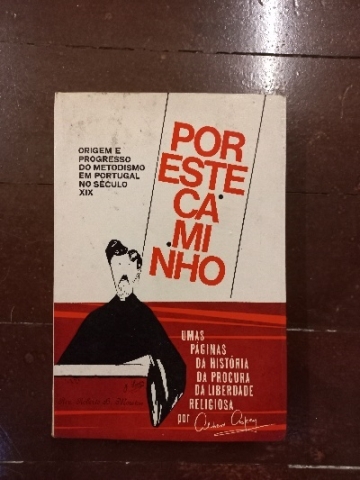 ORIGEM E
PROGRESSO
DO METODISMO
EM PORTUGAL
NO SÉCULO
XIX
POR
ESTE
CA
MI
NHO
UMAS
PÁGINAS
DA HISTÓRIA
DA PROCURA
DA LIBERDADE
RELIGIOSA
por